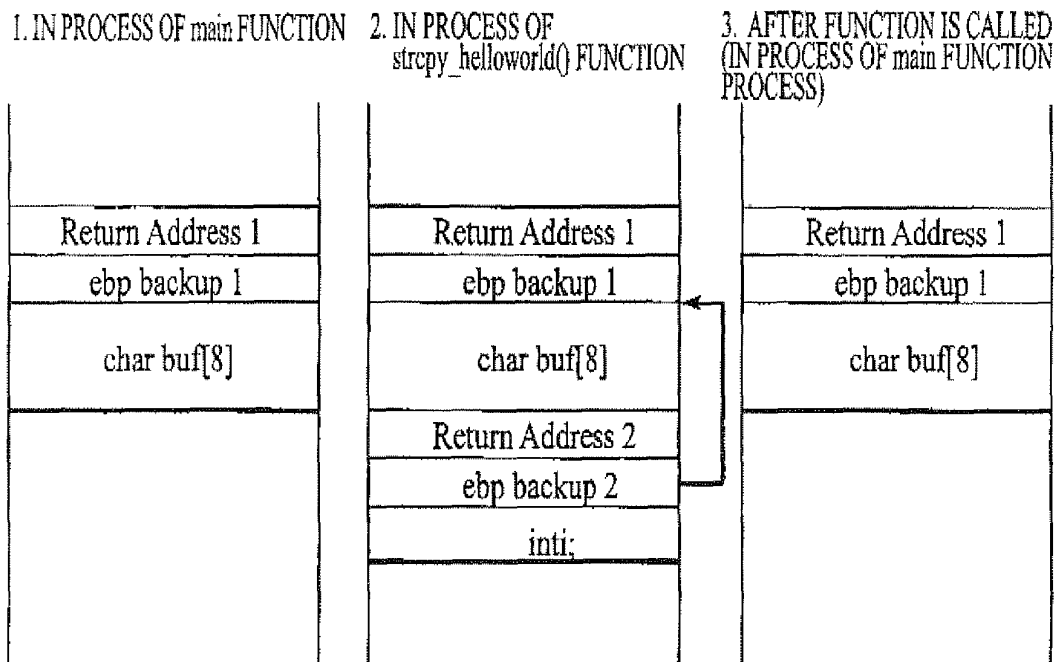 1. IN PROCESS OF main FUNCTION
2. IN PROCESS OF
strcpy_helloworld() FUNCTION
3. AFTER FUNCTION IS CALLED
(IN PROCESS OF main FUNCTION
PROCESS)
Return Address 1
ebp backup 1
char buf[8]
Return Address 1
ebp backup 1
char buf[8]
Return Address 2
ebp backup 2
inti;
Return Address 1
ebp backup 1
char buf[8]